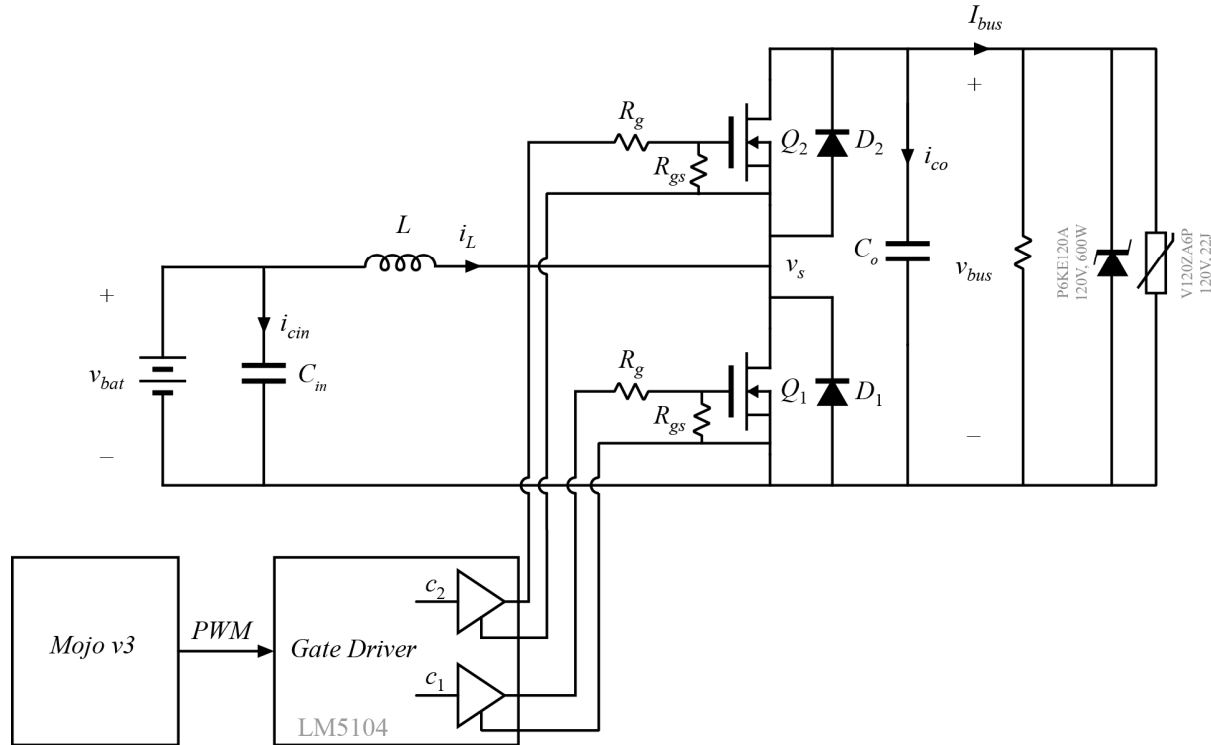 I_bus
+
R_g
Q_2
D_2
i_co
R_gs
L
i_L
C_o
v_bus
P6KE120A
120V, 600W
V120ZA6P
120V, 22J
v_s
+
i_cin
R_g
v_bat
C_in
Q_1
D_1
R_gs
–
–
c_2
PWM
Mojo v3
Gate Driver
c_1
LM5104